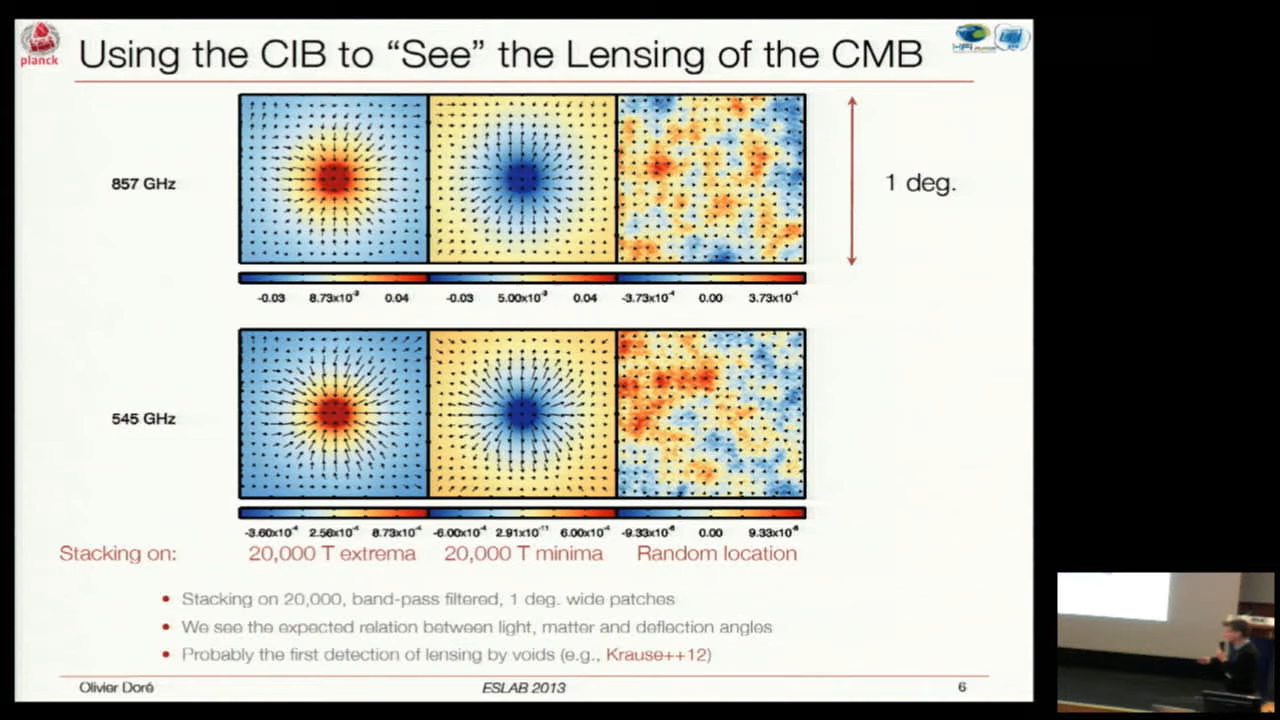 planck
Using the CIB to “See” the Lensing of the CMB
857 GHz
1 deg.
-0.03 8.73x10⁻³ 0.04 -0.03 5.00x10⁻³ 0.04 -3.73x10⁻⁴ 0.00 3.73x10⁻⁴
545 GHz
-3.60x10⁻⁴ 2.56x10⁻⁴ 8.73x10⁻⁴ -6.00x10⁻⁴ 2.91x10⁻¹¹ 6.00x10⁻⁴ -9.33x10⁻⁶ 0.00 9.33x10⁻⁶
Stacking on: 20,000 T extrema 20,000 T minima Random location
• Stacking on 20,000, band-pass filtered, 1 deg. wide patches
• We see the expected relation between light, matter and deflection angles
• Probably the first detection of lensing by voids (e.g., Krause++12)
Olivier Doré ESLAB 2013 6